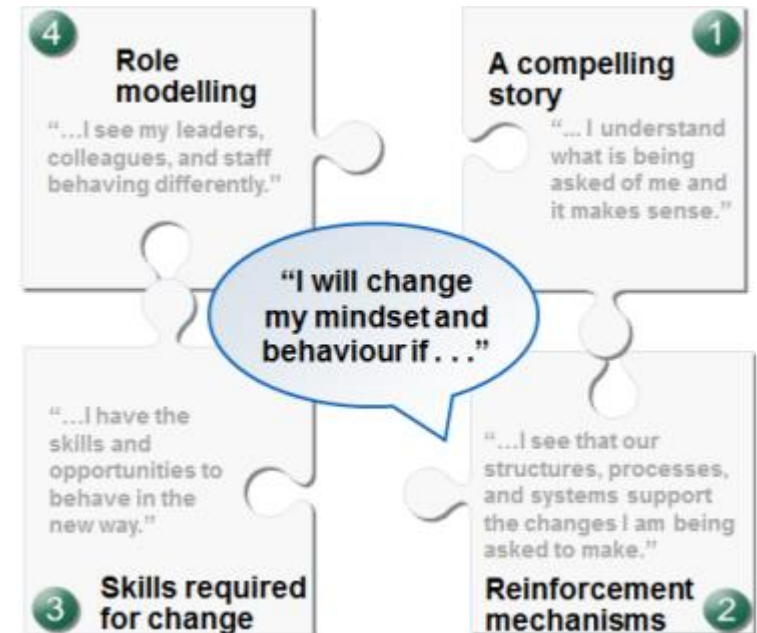 4
Role
modelling
“...I see my leaders,
colleagues, and staff
behaving differently.”
1
A compelling
story
“... I understand
what is being
asked of me and
it makes sense.”
“I will change
my mindset and
behaviour if . . .”
“...I have the
skills and
opportunities to
behave in the
new way.”
3
Skills required
for change
“...I see that our
structures, processes,
and systems support
the changes I am being
asked to make.”
Reinforcement
mechanisms
2